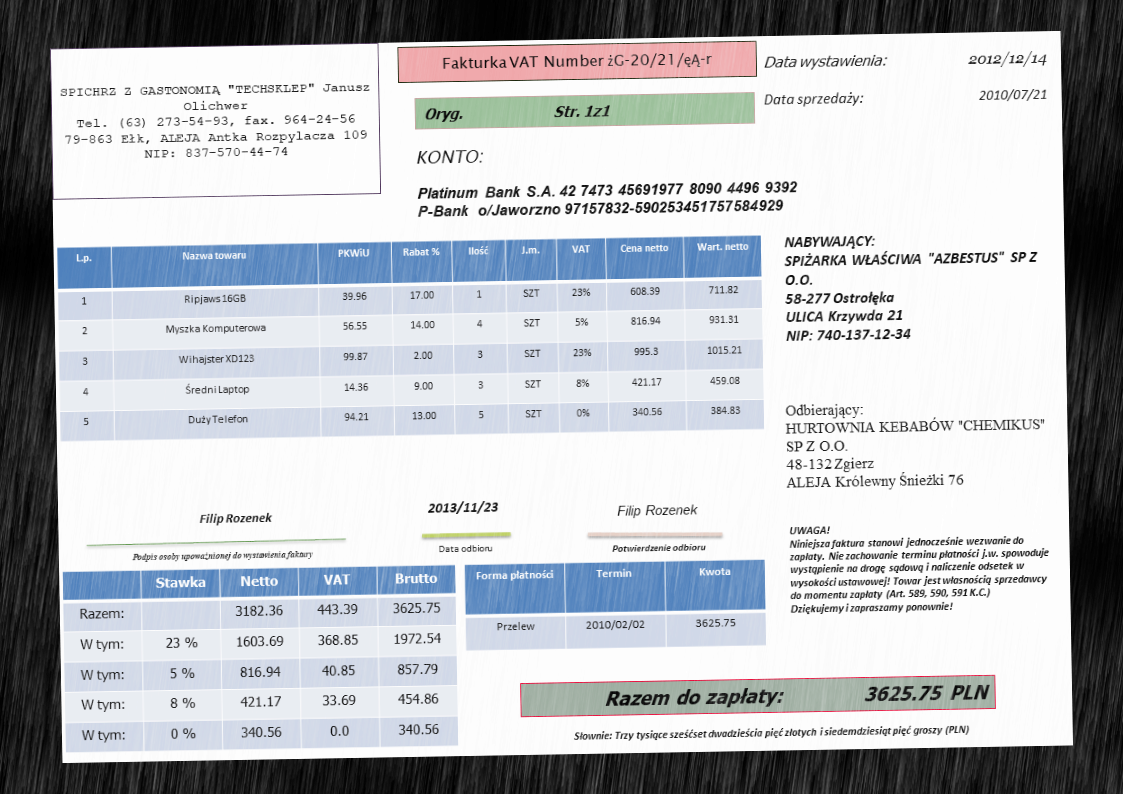 SPICHRZ Z GASTONOMIĄ "TECHSKLEP" Janusz
Olichwer
Tel. (63) 273-54-93, fax. 964-24-56
79-863 Ełk, ALEJA Antka Rozpylacza 109
NIP: 837-570-44-74
Fakturka VAT Number żG-20/21/ęĄ-r
Oryg. Str. 1z1
Data wystawienia: 2012/12/14
Data sprzedaży: 2010/07/21
KONTO:
Platinum Bank S.A. 42 7473 45691977 8090 4496 9392
P-Bank o/Jaworzno 97157832-590253451757584929
L.p. Nazwa towaru PKWiU Rabat % Ilość J.m. VAT Cena netto Wart. netto
1 Ripjaws 16GB 39.96 17.00 1 SZT 23% 608.39 711.82
2 Myszka Komputerowa 56.55 14.00 4 SZT 5% 816.94 931.31
3 Wihajster XD123 99.87 2.00 3 SZT 23% 995.3 1015.21
4 Średni Laptop 14.36 9.00 3 SZT 8% 421.17 459.08
5 Duży Telefon 94.21 13.00 5 SZT 0% 340.56 384.83
NABYWAJĄCY:
SPIŻARKA WŁAŚCIWA "AZBESTUS" SP Z
O.O.
58-277 Ostrołęka
ULICA Krzywda 21
NIP: 740-137-12-34
Odbierający:
HURTOWNIA KEBABÓW "CHEMIKUS"
SP Z O.O.
48-132 Zgierz
ALEJA Królewny Śnieżki 76
Filip Rozenek
Podpis osoby upoważnionej do wystawienia faktury
2013/11/23
Data odbioru
Filip Rozenek
Potwierdzenie odbioru
UWAGA!
Niniejsza faktura stanowi jednocześnie wezwanie do
zapłaty. Nie zachowanie terminu płatności j.w. spowoduje
wystąpienie na drogę sądową i naliczenie odsetek w
wysokości ustawowej! Towar jest własnością sprzedawcy
do momentu zapłaty (Art. 589, 590, 591 K.C.)
Dziękujemy i zapraszamy ponownie!
Stawka Netto VAT Brutto
Razem: 3182.36 443.39 3625.75
W tym: 23 % 1603.69 368.85 1972.54
W tym: 5 % 816.94 40.85 857.79
W tym: 8 % 421.17 33.69 454.86
W tym: 0 % 340.56 0.0 340.56
Forma płatności Termin Kwota
Przelew 2010/02/02 3625.75
Razem do zapłaty: 3625.75 PLN
Słownie: Trzy tysiące sześćset dwadzieścia pięć złotych i siedemdziesiąt pięć groszy (PLN)